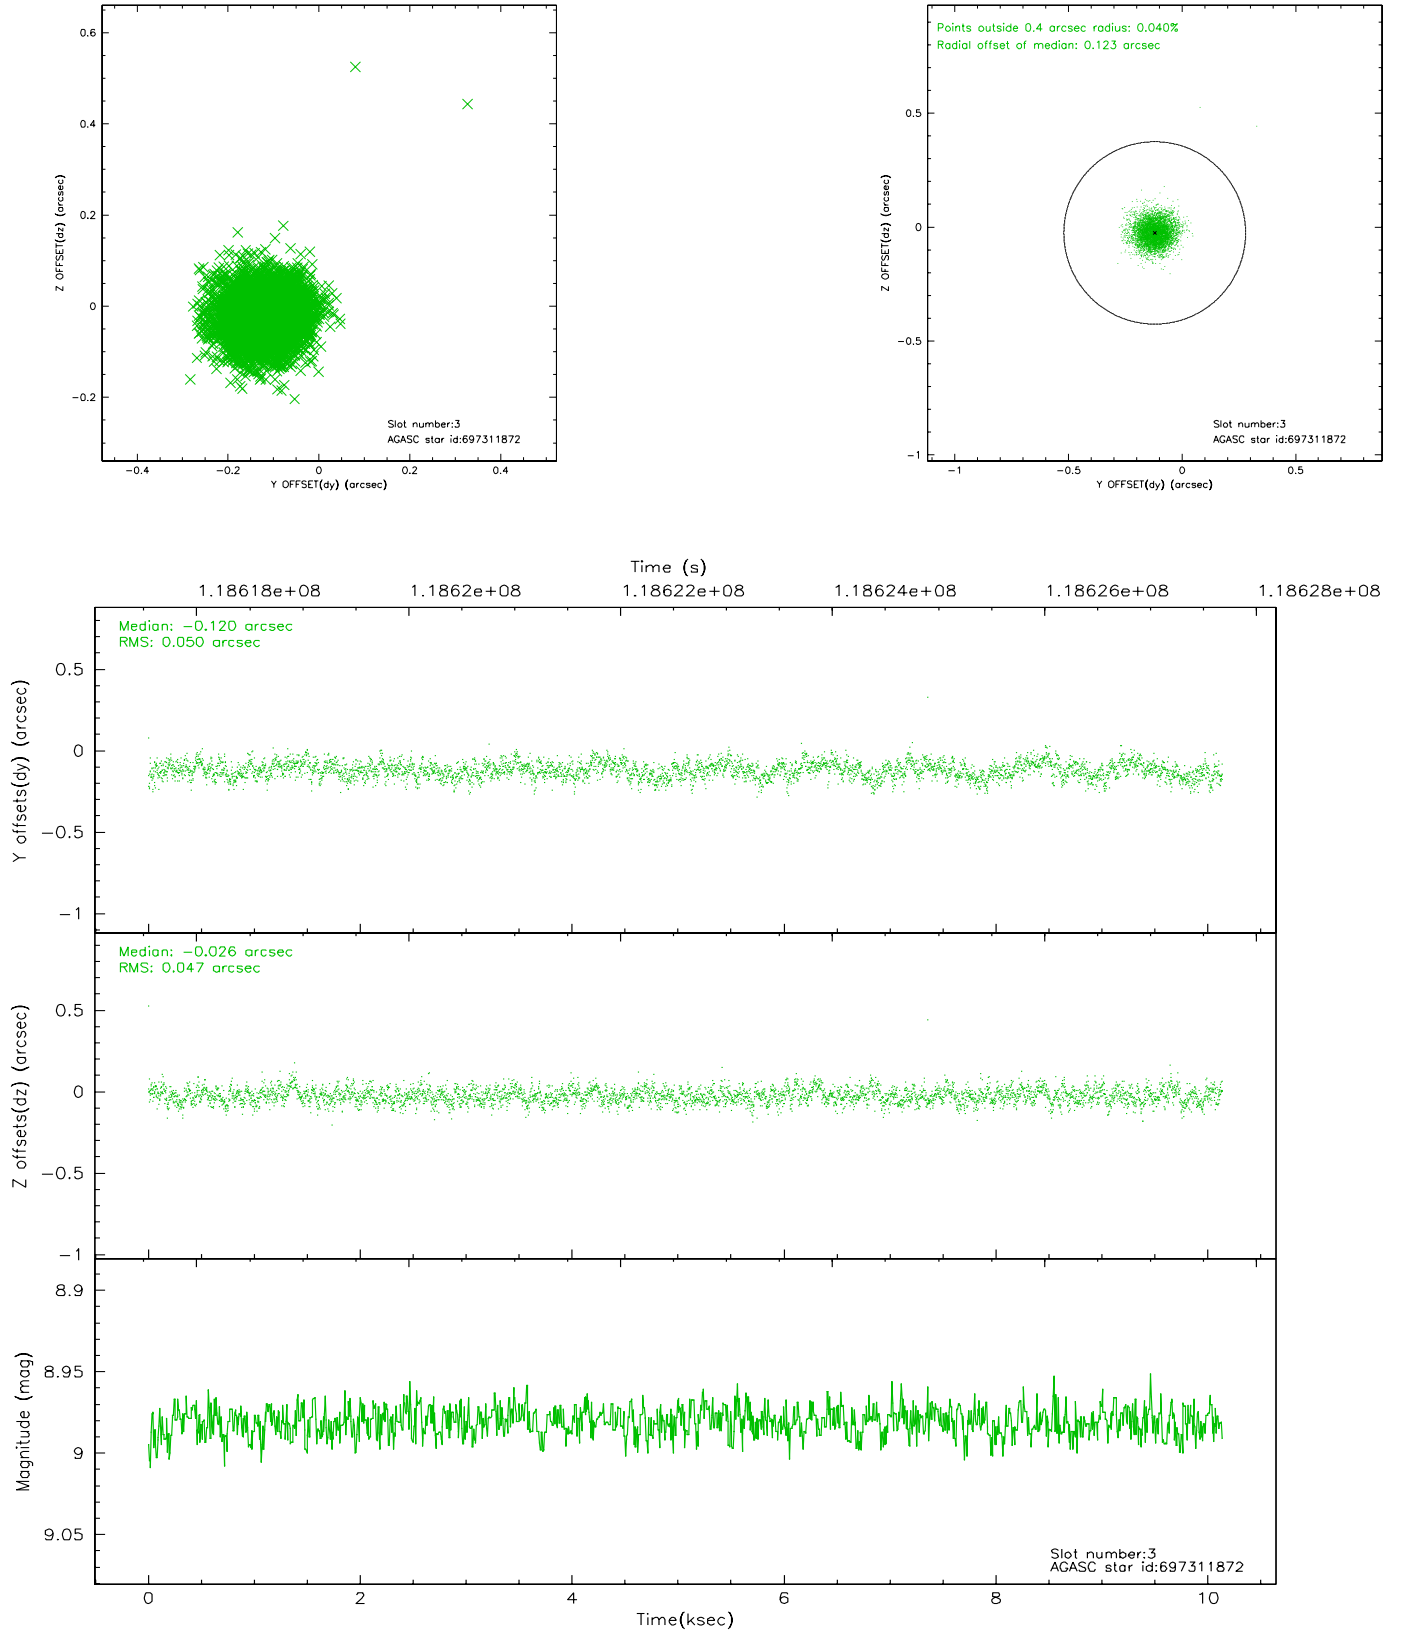 0.6
0.4
0.2
0
-0.2
Z OFFSET(dz) (arcsec)
Slot number:3
AGASC star id:697311872
-0.4 -0.2 0 0.2 0.4
Y OFFSET(dy) (arcsec)
Points outside 0.4 arcsec radius: 0.040%
Radial offset of median: 0.123 arcsec
0.5
0
-0.5
-1
Z OFFSET(dz) (arcsec)
Slot number:3
AGASC star id:697311872
-1 -0.5 0 0.5
Y OFFSET(dy) (arcsec)
Time (s)
1.18618e+08 1.1862e+08 1.18622e+08 1.18624e+08 1.18626e+08 1.18628e+08
Median: -0.120 arcsec
RMS: 0.050 arcsec
0.5
0
-0.5
-1
Y offsets(dy) (arcsec)
Median: -0.026 arcsec
RMS: 0.047 arcsec
0.5
0
-0.5
-1
Z offsets(dz) (arcsec)
8.9
8.95
9
9.05
Magnitude (mag)
Slot number:3
AGASC star id:697311872
0 2 4 6 8 10
Time(ksec)